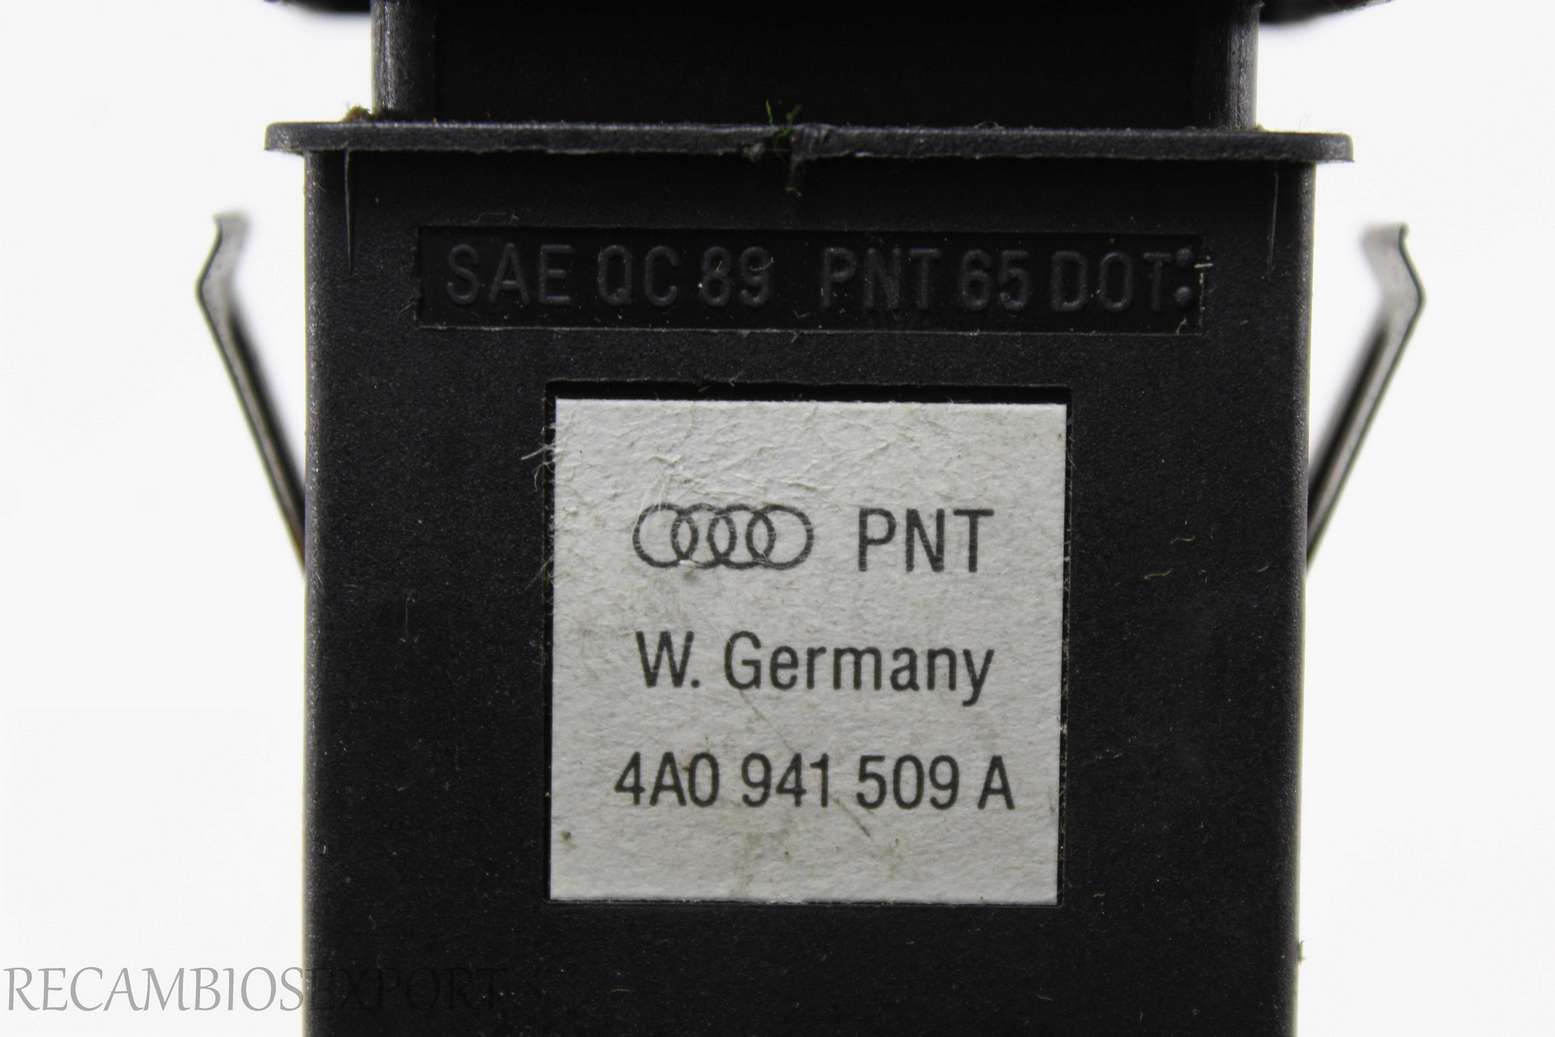 SAE QC 89 PNT 65 DOT
PNT
W. Germany
4A0 941 509 A
RECAMBIOSEXPORT